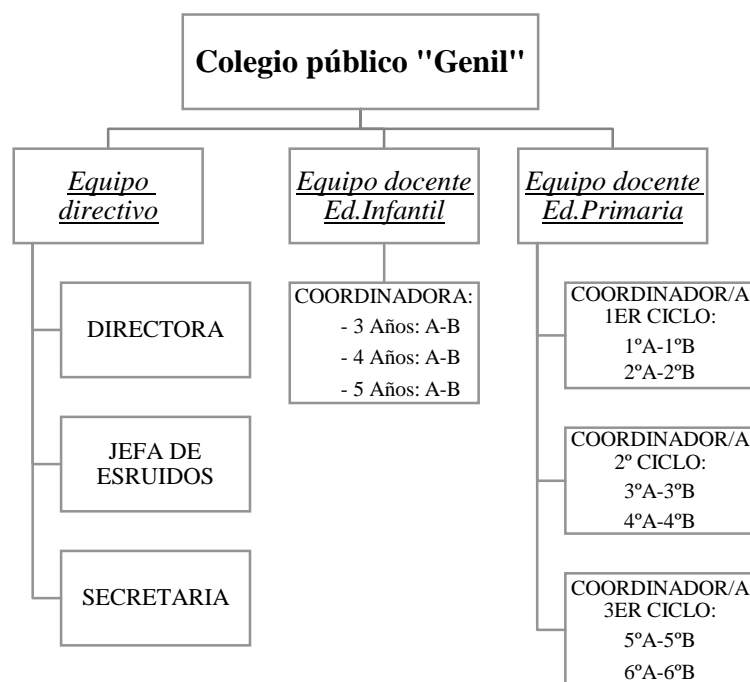 Colegio público "Genil"
Equipo
directivo
DIRECTORA
JEFA DE
ESRUIDOS
SECRETARIA
Equipo docente
Ed.Infantil
COORDINADORA:
- 3 Años: A-B
- 4 Años: A-B
- 5 Años: A-B
Equipo docente
Ed.Primaria
COORDINADOR/A
1ER CICLO:
1ºA-1ºB
2ºA-2ºB
COORDINADOR/A
2º CICLO:
3ºA-3ºB
4ºA-4ºB
COORDINADOR/A
3ER CICLO:
5ºA-5ºB
6ºA-6ºB